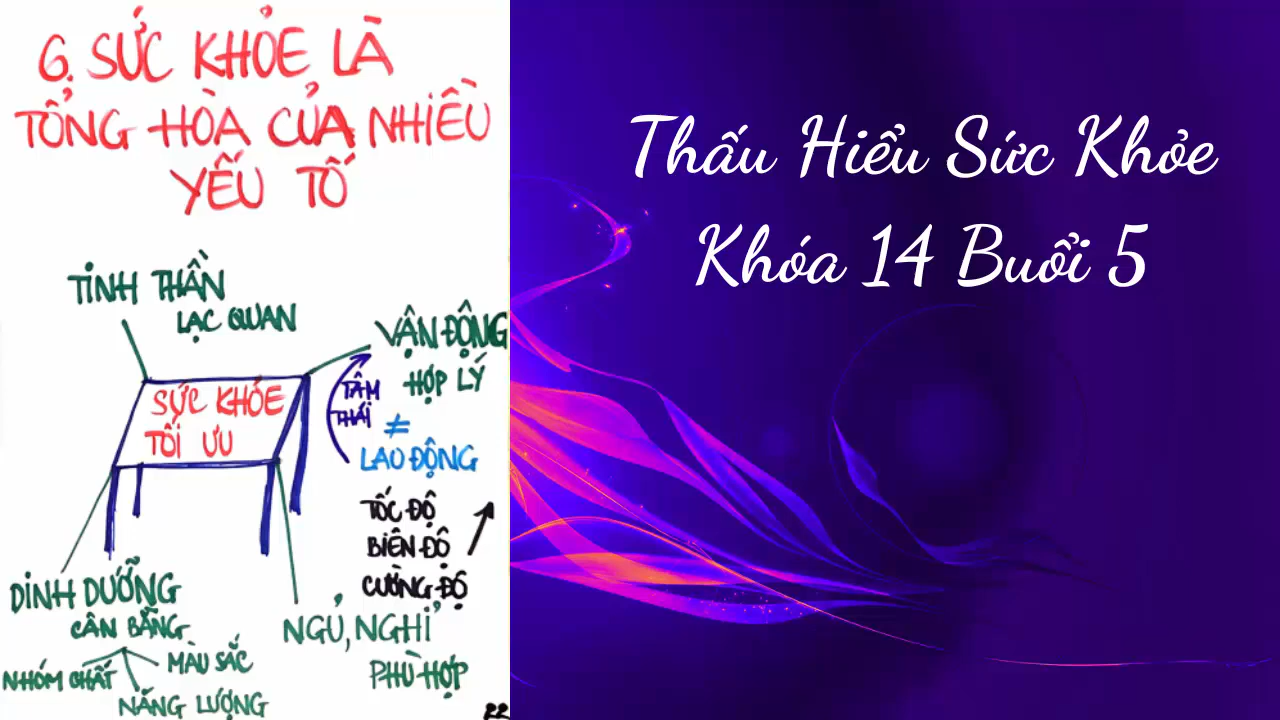 6. SỨC KHỎE LÀ
TỔNG HÒA CỦA NHIỀU
YẾU TỐ
TINH THẦN
LẠC QUAN
VẬN ĐỘNG
HỢP LÝ
TÂM
THÁI
≠
LAO ĐỘNG
SỨC KHỎE
TỐI ƯU
TỐC ĐỘ
BIÊN ĐỘ
CƯỜNG ĐỘ
DINH DƯỠNG
CÂN BẰNG
NHÓM CHẤT
MÀU SẮC
NĂNG LƯỢNG
NGỦ, NGHỈ
PHÙ HỢP
22
Thấu Hiểu Sức Khỏe
Khóa 14 Buổi 5